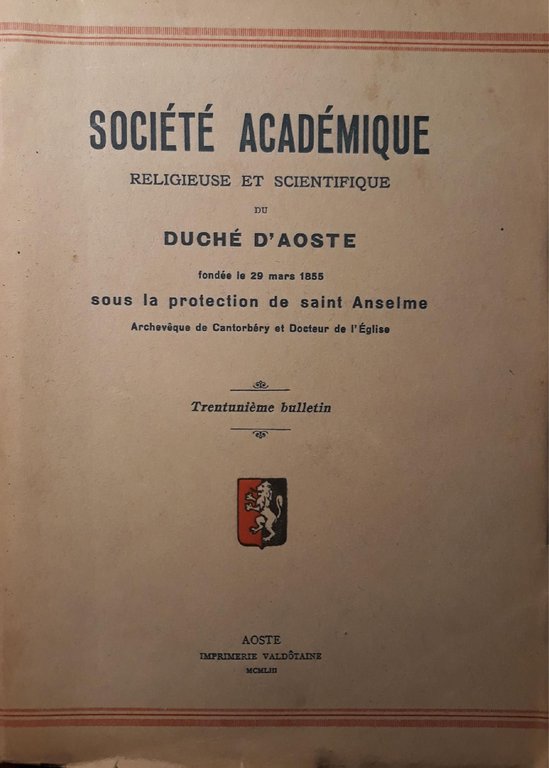 SOCIÉTÉ ACADÉMIQUE
RELIGIEUSE ET SCIENTIFIQUE
DU
DUCHÉ D'AOSTE
fondée le 29 mars 1855
sous la protection de saint Anselme
Archevêque de Cantorbéry et Docteur de l'Église
Trentunième bulletin
AOSTE
IMPRIMERIE VALDÔTAINE
MCMLIII